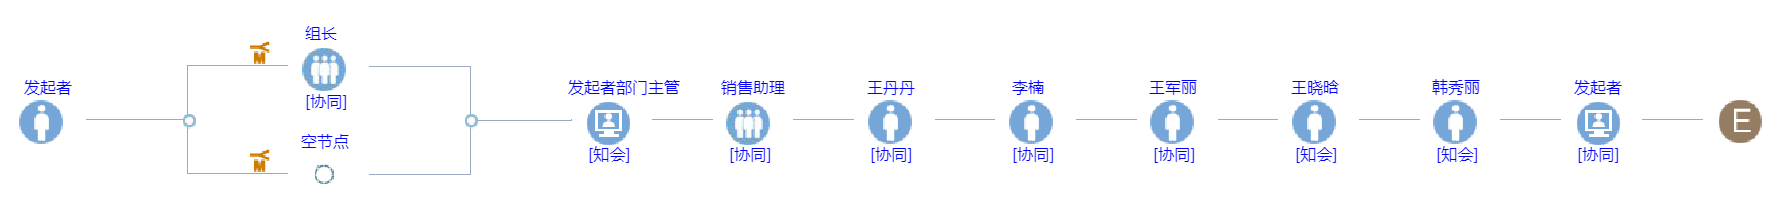 发起者
组长
[协同]
空节点
发起者部门主管
[知会]
销售助理
[协同]
王丹丹
[协同]
李楠
[协同]
王军丽
[协同]
王晓晗
[知会]
韩秀丽
[知会]
发起者
[协同]
E